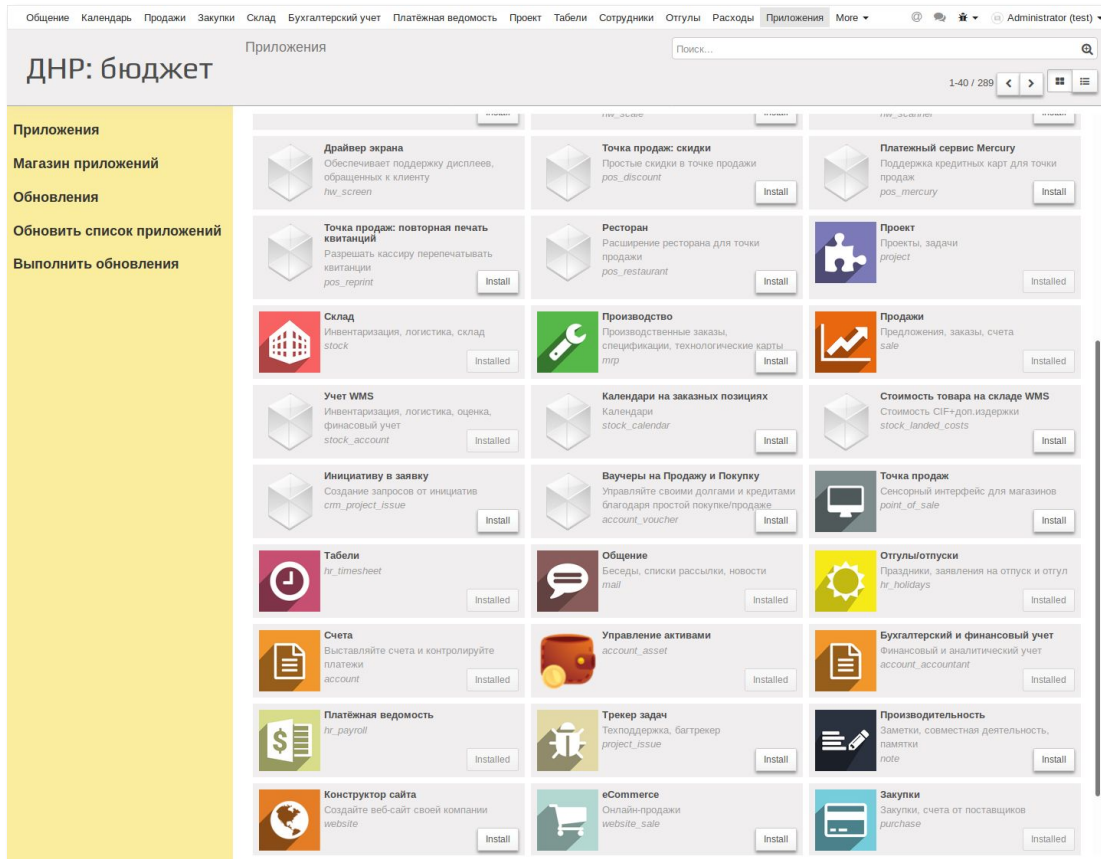 Общение Календарь Продажи Закупки Склад Бухгалтерский учет Платёжная ведомость Проект Табели Сотрудники Отгулы Расходы Приложения More Administrator (test)
ДНР: бюджет
Приложения
Поиск...
1-40 / 289
Приложения
Магазин приложений
Обновления
Обновить список приложений
Выполнить обновления
Install
hw_scale
Install
hw_scanner
Install
Драйвер экрана
Обеспечивает поддержку дисплеев,
обращенных к клиенту
hw_screen
Точка продаж: скидки
Простые скидки в точке продажи
pos_discount
Install
Платежный сервис Mercury
Поддержка кредитных карт для точки
продаж
pos_mercury
Install
Точка продаж: повторная печать
квитанций
Разрешать кассиру перепечатывать
квитанции
pos_reprint
Install
Ресторан
Расширение ресторана для точки
продажи
pos_restaurant
Install
Проект
Проекты, задачи
project
Installed
Склад
Инвентаризация, логистика, склад
stock
Installed
Производство
Производственные заказы,
спецификации, технологические карты
mrp
Install
Продажи
Предложения, заказы, счета
sale
Installed
Учет WMS
Инвентаризация, логистика, оценка,
финасовый учет
stock_account
Installed
Календари на заказных позициях
Календари
stock_calendar
Install
Стоимость товара на складе WMS
Стоимость CIF+доп.издержки
stock_landed_costs
Install
Инициативу в заявку
Создание запросов от инициатив
crm_project_issue
Install
Ваучеры на Продажу и Покупку
Управляйте своими долгами и кредитами
благодаря простой покупке/продаже
account_voucher
Install
Точка продаж
Сенсорный интерфейс для магазинов
point_of_sale
Install
Табели
hr_timesheet
Installed
Общение
Беседы, списки рассылки, новости
mail
Installed
Отгулы/отпуски
Праздники, заявления на отпуск и отгул
hr_holidays
Installed
Счета
Выставляйте счета и контролируйте
платежи
account
Installed
Управление активами
account_asset
Installed
Бухгалтерский и финансовый учет
Финансовый и аналитический учет
account_accountant
Installed
Платёжная ведомость
hr_payroll
Installed
Трекер задач
Техподдержка, багтрекер
project_issue
Install
Производительность
Заметки, совместная деятельность,
памятки
note
Install
Конструктор сайта
Создайте веб-сайт своей компании
website
Install
eCommerce
Онлайн-продажи
website_sale
Install
Закупки
Закупки, счета от поставщиков
purchase
Installed